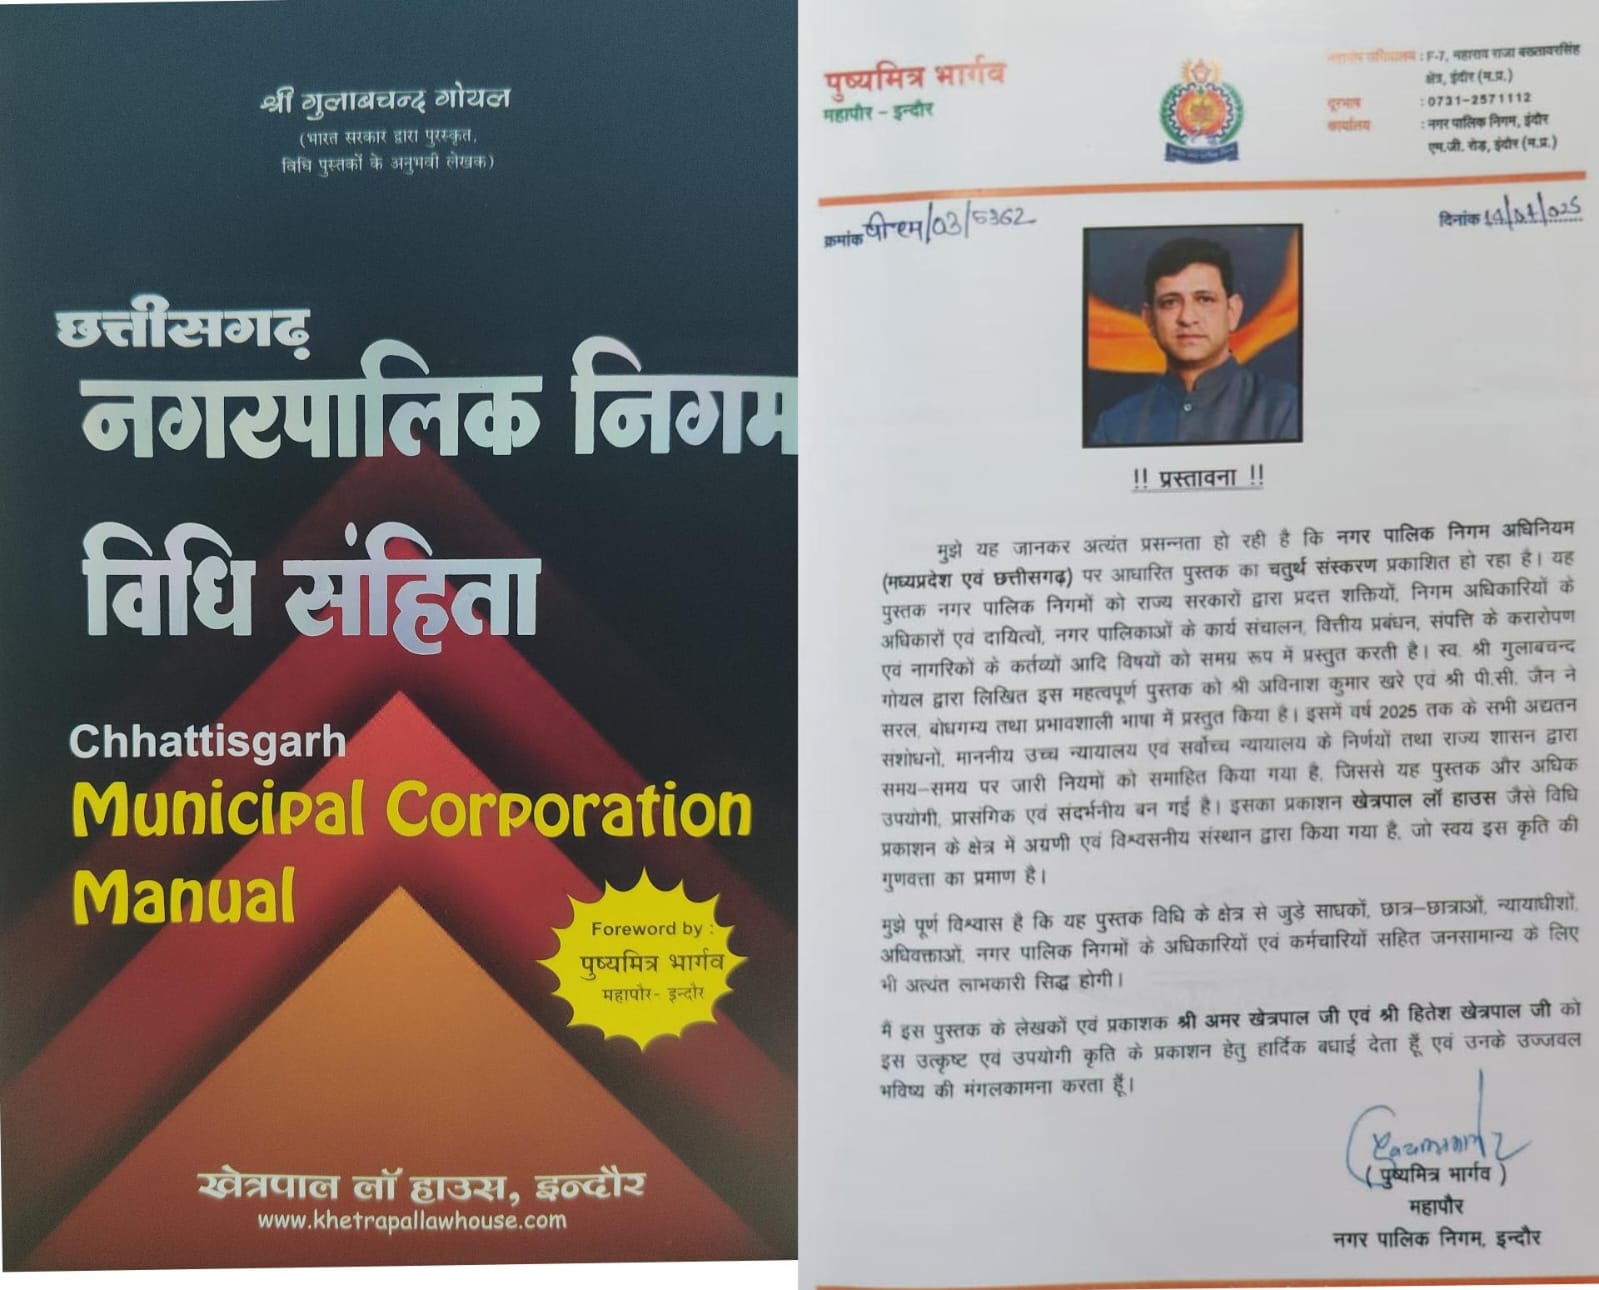 श्री गुलाबचन्द गोयल
(भारत सरकार द्वारा पुरस्कृत,
विधि पुस्तकों के अनुभवी लेखक)
छत्तीसगढ़
नगरपालिक निगम
विधि संहिता
Chhattisgarh
Municipal Corporation
Manual
Foreword by :
पुष्यमित्र भार्गव
महापौर- इन्दौर
खेत्रपाल लॉ हाउस, इन्दौर
www.khetrapallawhouse.com
पुष्यमित्र भार्गव
महापौर - इन्दौर
: F-7, महाराव राजा बख्तावरसिंह
क्षेत्र, इंदौर (म.प्र.)
दूरभाष : 0731-2571112
कार्यालय : नगर पालिक निगम, इंदौर
एम.जी. रोड़, इंदौर (म.प्र.)
क्रमांक /03/5362
दिनांक
!! प्रस्तावना !!
मुझे यह जानकर अत्यंत प्रसन्नता हो रही है कि नगर पालिक निगम अधिनियम
(मध्यप्रदेश एवं छत्तीसगढ़) पर आधारित पुस्तक का चतुर्थ संस्करण प्रकाशित हो रहा है। यह
पुस्तक नगर पालिक निगमों को राज्य सरकारों द्वारा प्रदत्त शक्तियों, निगम अधिकारियों के
अधिकारों एवं दायित्वों, नगर पालिकाओं के कार्य संचालन, वित्तीय प्रबंधन, संपत्ति के करारोपण
एवं नागरिकों के कर्तव्यों आदि विषयों को समग्र रूप में प्रस्तुत करती है। स्व. श्री गुलाबचन्द
गोयल द्वारा लिखित इस महत्वपूर्ण पुस्तक को श्री अविनाश कुमार खरे एवं श्री पी.सी. जैन ने
सरल, बोधगम्य तथा प्रभावशाली भाषा में प्रस्तुत किया है। इसमें वर्ष 2025 तक के सभी अद्यतन
संशोधनों, माननीय उच्च न्यायालय एवं सर्वोच्च न्यायालय के निर्णयों तथा राज्य शासन द्वारा
समय-समय पर जारी नियमों को समाहित किया गया है, जिससे यह पुस्तक और अधिक
उपयोगी, प्रासंगिक एवं संदर्भनीय बन गई है। इसका प्रकाशन खेत्रपाल लॉ हाउस जैसे विधि
प्रकाशन के क्षेत्र में अग्रणी एवं विश्वसनीय संस्थान द्वारा किया गया है, जो स्वयं इस कृति की
गुणवत्ता का प्रमाण है।
मुझे पूर्ण विश्वास है कि यह पुस्तक विधि के क्षेत्र से जुड़े साधकों, छात्र-छात्राओं, न्यायाधीशों,
अधिवक्ताओं, नगर पालिक निगमों के अधिकारियों एवं कर्मचारियों सहित जनसामान्य के लिए
भी अत्यंत लाभकारी सिद्ध होगी।
मैं इस पुस्तक के लेखकों एवं प्रकाशक श्री अमर खेत्रपाल जी एवं श्री हितेश खेत्रपाल जी को
इस उत्कृष्ट एवं उपयोगी कृति के प्रकाशन हेतु हार्दिक बधाई देता हूँ एवं उनके उज्जवल
भविष्य की मंगलकामना करता हूँ।
( पुष्यमित्र भार्गव )
महापौर
नगर पालिक निगम, इन्दौर